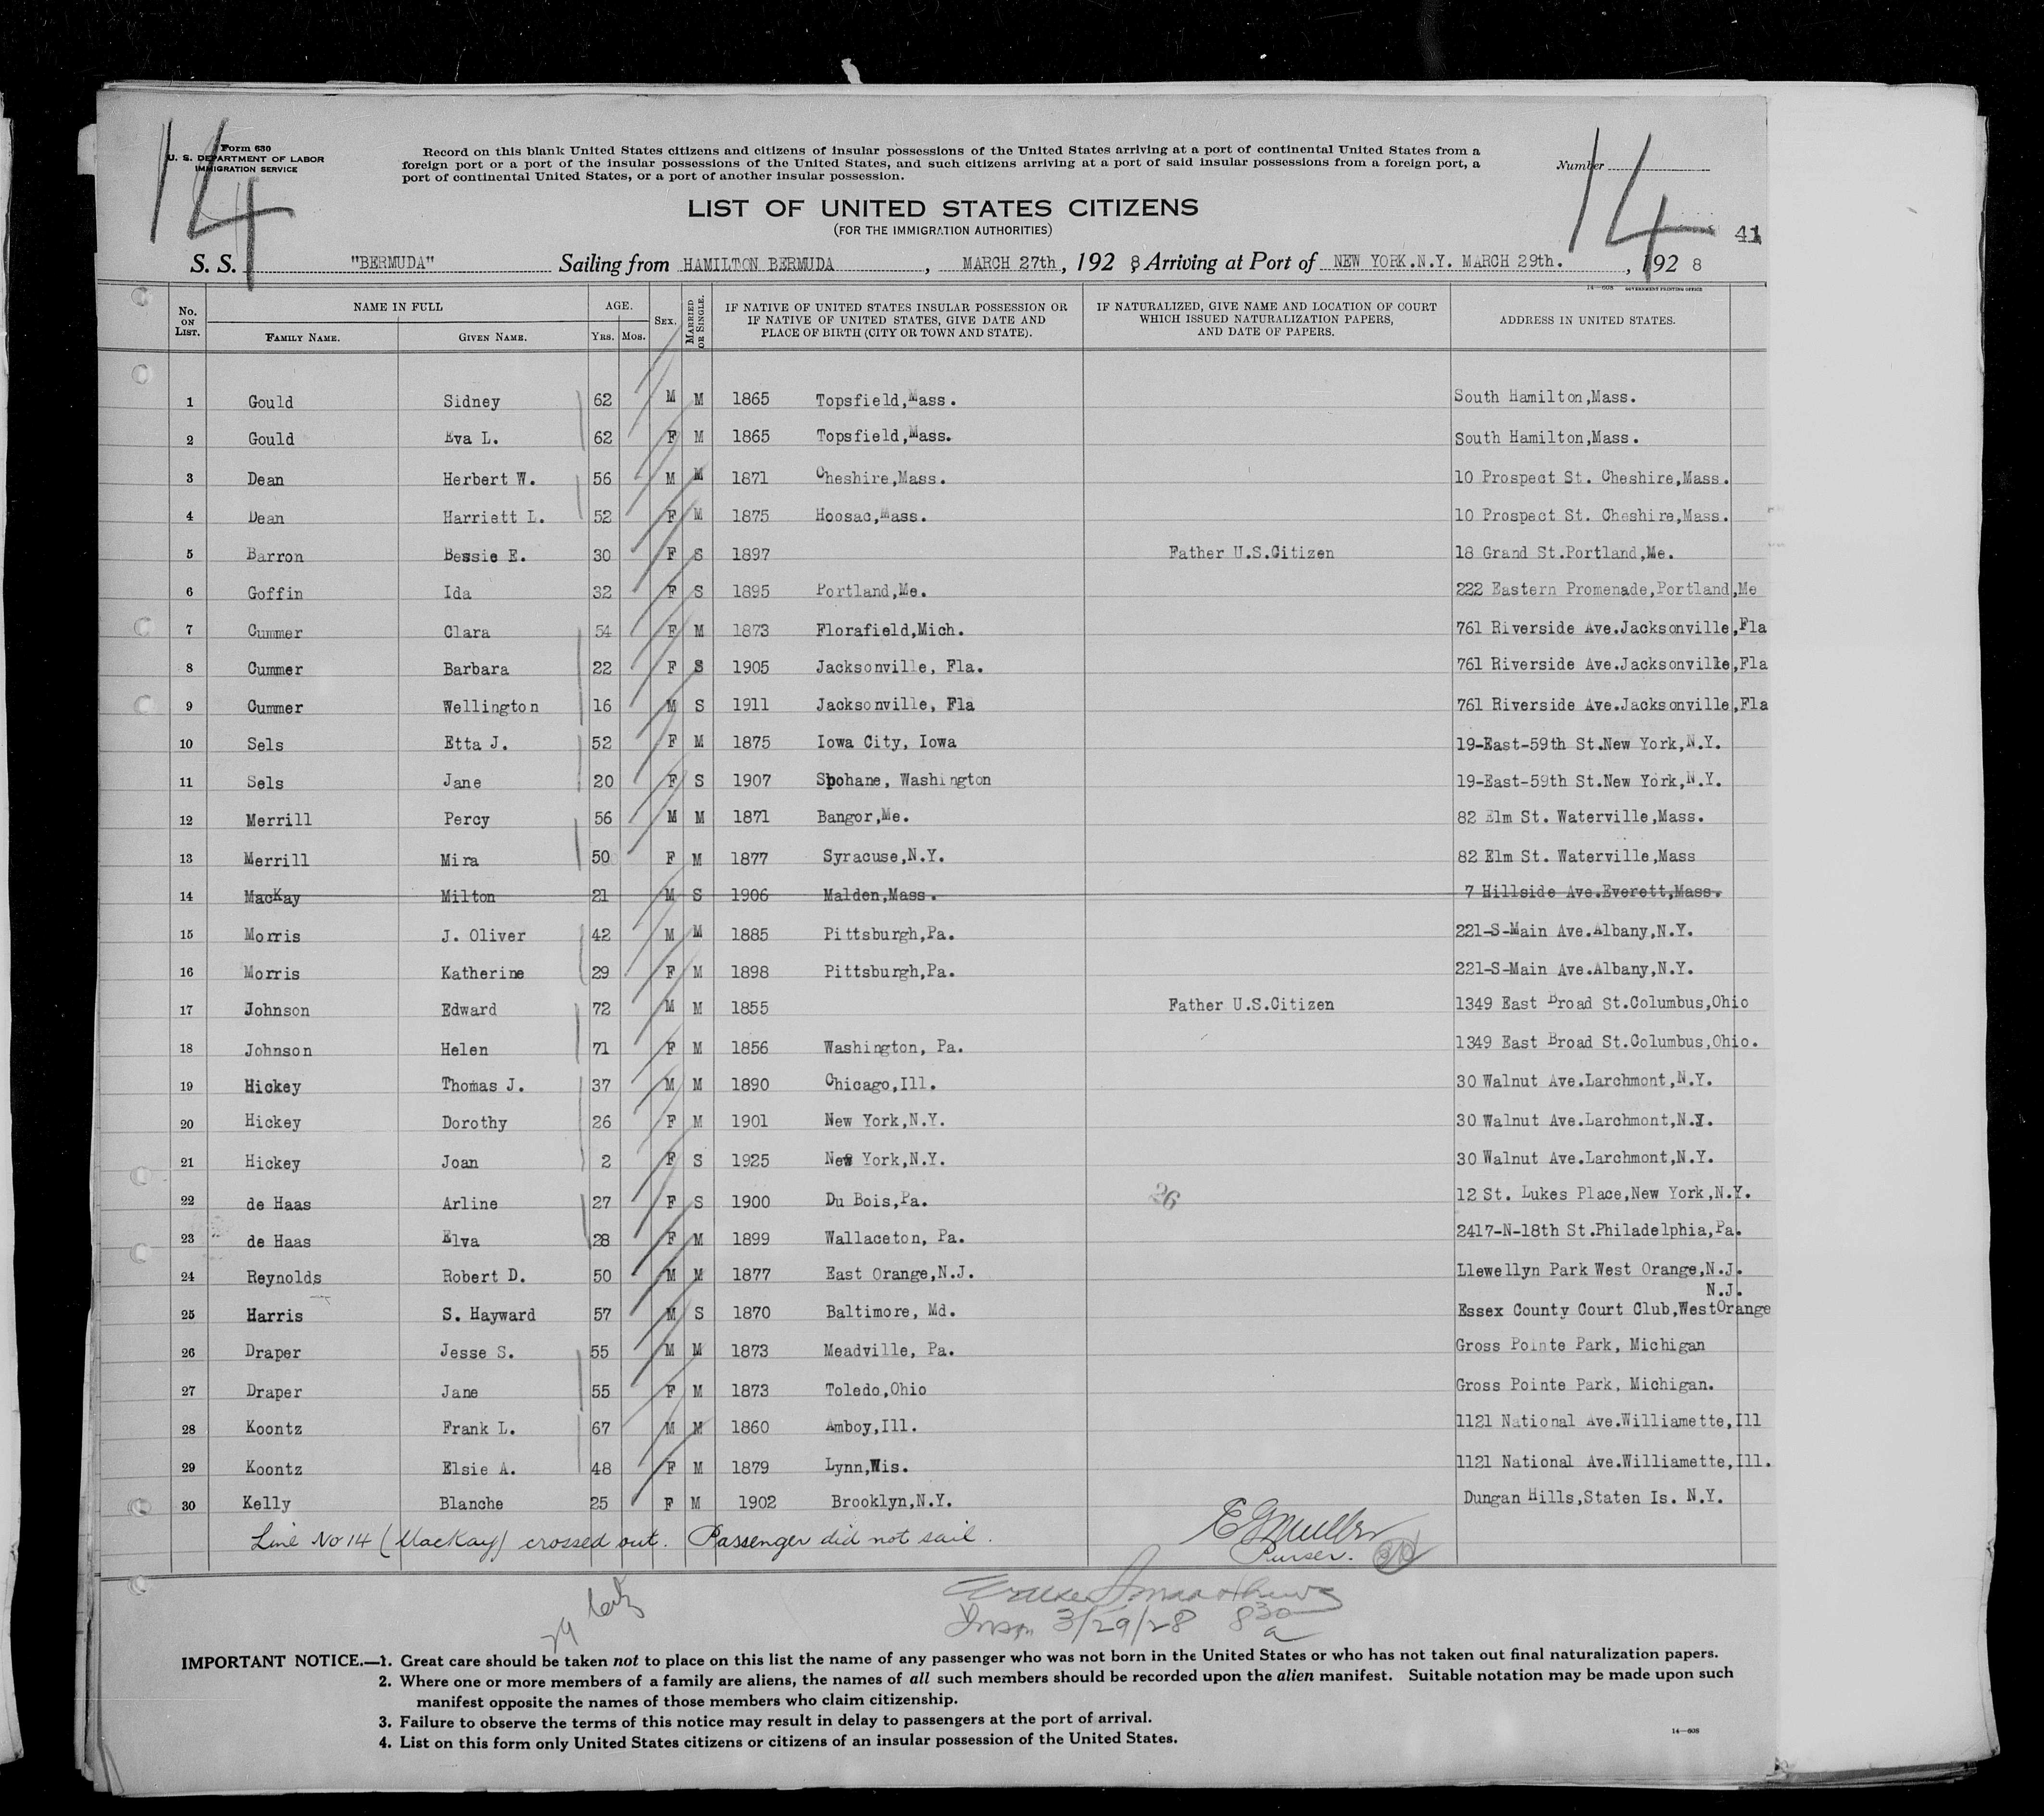 14
Form 630
U. S. DEPARTMENT OF LABOR
IMMIGRATION SERVICE
Record on this blank United States citizens and citizens of insular possessions of the United States arriving at a port of continental United States from a
foreign port or a port of the insular possessions of the United States, and such citizens arriving at a port of said insular possessions from a foreign port, a
port of continental United States, or a port of another insular possession.
Number
14
41
LIST OF UNITED STATES CITIZENS
(FOR THE IMMIGRATION AUTHORITIES)
S. S. "BERMUDA" Sailing from HAMILTON BERMUDA, MARCH 27th, 1928 Arriving at Port of NEW YORK.N.Y. MARCH 29th., 1928
14—608 GOVERNMENT PRINTING OFFICE
No. ON LIST. NAME IN FULL FAMILY NAME. GIVEN NAME. AGE. YRS. MOS. SEX. MARRIED OR SINGLE. IF NATIVE OF UNITED STATES INSULAR POSSESSION OR IF NATIVE OF UNITED STATES, GIVE DATE AND PLACE OF BIRTH (CITY OR TOWN AND STATE). IF NATURALIZED, GIVE NAME AND LOCATION OF COURT WHICH ISSUED NATURALIZATION PAPERS, AND DATE OF PAPERS. ADDRESS IN UNITED STATES.
1 Gould Sidney 62 M M 1865 Topsfield,Mass. South Hamilton,Mass.
2 Gould Eva L. 62 F M 1865 Topsfield,Mass. South Hamilton,Mass.
3 Dean Herbert W. 56 M M 1871 Cheshire,Mass. 10 Prospect St. Cheshire,Mass.
4 Dean Harriett L. 52 F M 1875 Hoosac,Mass. 10 Prospect St. Cheshire,Mass.
5 Barron Bessie E. 30 F S 1897 Father U.S.Citizen 18 Grand St.Portland,Me.
6 Goffin Ida 32 F S 1895 Portland,Me. 222 Eastern Promenade,Portland,Me
7 Cummer Clara 54 F M 1873 Florafield,Mich. 761 Riverside Ave.Jacksonville,Fla
8 Cummer Barbara 22 F S 1905 Jacksonville, Fla. 761 Riverside Ave.Jacksonville,Fla
9 Cummer Wellington 16 M S 1911 Jacksonville, Fla 761 Riverside Ave.Jacksonville,Fla
10 Sels Etta J. 52 F M 1875 Iowa City, Iowa 19-East-59th St.New York,N.Y.
11 Sels Jane 20 F S 1907 Spohane, Washington 19-East-59th St.New York,N.Y.
12 Merrill Percy 56 M M 1871 Bangor,Me. 82 Elm St. Waterville,Mass.
13 Merrill Mira 50 F M 1877 Syracuse,N.Y. 82 Elm St. Waterville,Mass
14 MacKay Milton 21 M S 1906 Malden,Mass. 7 Hillside Ave.Everett,Mass.
15 Morris J. Oliver 42 M M 1885 Pittsburgh,Pa. 221-S-Main Ave.Albany,N.Y.
16 Morris Katherine 29 F M 1898 Pittsburgh,Pa. 221-S-Main Ave.Albany,N.Y.
17 Johnson Edward 72 M M 1855 Father U.S.Citizen 1349 East Broad St.Columbus,Ohio
18 Johnson Helen 71 F M 1856 Washington, Pa. 1349 East Broad St.Columbus,Ohio.
19 Hickey Thomas J. 37 M M 1890 Chicago,Ill. 30 Walnut Ave.Larchmont,N.Y.
20 Hickey Dorothy 26 F M 1901 New York,N.Y. 30 Walnut Ave.Larchmont,N.Y.
21 Hickey Joan 2 F S 1925 New York,N.Y. 30 Walnut Ave.Larchmont,N.Y.
22 de Haas Arline 27 F S 1900 Du Bois,Pa. 26 12 St. Lukes Place,New York,N.Y.
23 de Haas Elva 28 F M 1899 Wallaceton, Pa. 2417-N-18th St.Philadelphia,Pa.
24 Reynolds Robert D. 50 M M 1877 East Orange,N.J. Llewellyn Park West Orange,N.J.
N.J.
25 Harris S. Hayward 57 M S 1870 Baltimore, Md. Essex County Court Club,WestOrange
26 Draper Jesse S. 55 M M 1873 Meadville, Pa. Gross Pointe Park, Michigan
27 Draper Jane 55 F M 1873 Toledo,Ohio Gross Pointe Park, Michigan.
28 Koontz Frank L. 67 M M 1860 Amboy,Ill. 1121 National Ave.Williamette,Ill
29 Koontz Elsie A. 48 F M 1879 Lynn,Wis. 1121 National Ave.Williamette,Ill.
30 Kelly Blanche 25 F M 1902 Brooklyn,N.Y. Dungan Hills,Staten Is. N.Y.
Line No 14 (MacKay) crossed out. Passenger did not sail.
E G Muller
Purser.
Insp. 3/29/28 830 a
29
IMPORTANT NOTICE.—1. Great care should be taken not to place on this list the name of any passenger who was not born in the United States or who has not taken out final naturalization papers.
2. Where one or more members of a family are aliens, the names of all such members should be recorded upon the alien manifest. Suitable notation may be made upon such
manifest opposite the names of those members who claim citizenship.
3. Failure to observe the terms of this notice may result in delay to passengers at the port of arrival.
4. List on this form only United States citizens or citizens of an insular possession of the United States.
14—608